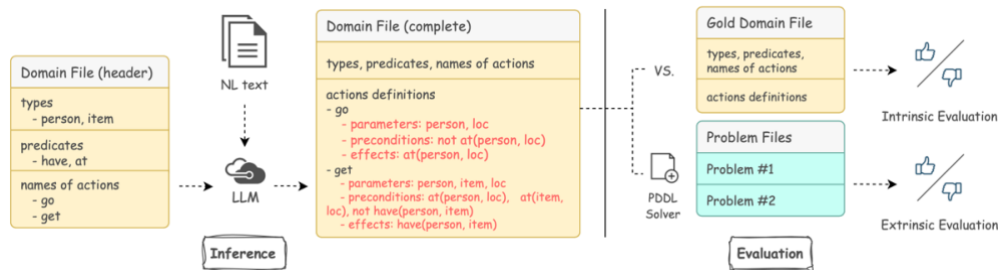 Domain File (header)
types
- person, item
predicates
- have, at
names of actions
- go
- get
NL text
LLM
Domain File (complete)
types, predicates, names of actions
actions definitions
- go
- parameters: person, loc
- preconditions: not at(person, loc)
- effects: at(person, loc)
- get
- parameters: person, item, loc
- preconditions: at(person, loc), at(item,
loc), not have(person, item)
- effects: have(person, item)
Inference
VS.
PDDL
Solver
Gold Domain File
types, predicates,
names of actions
actions definitions
Problem Files
Problem #1
Problem #2
Intrinsic Evaluation
Extrinsic Evaluation
Evaluation